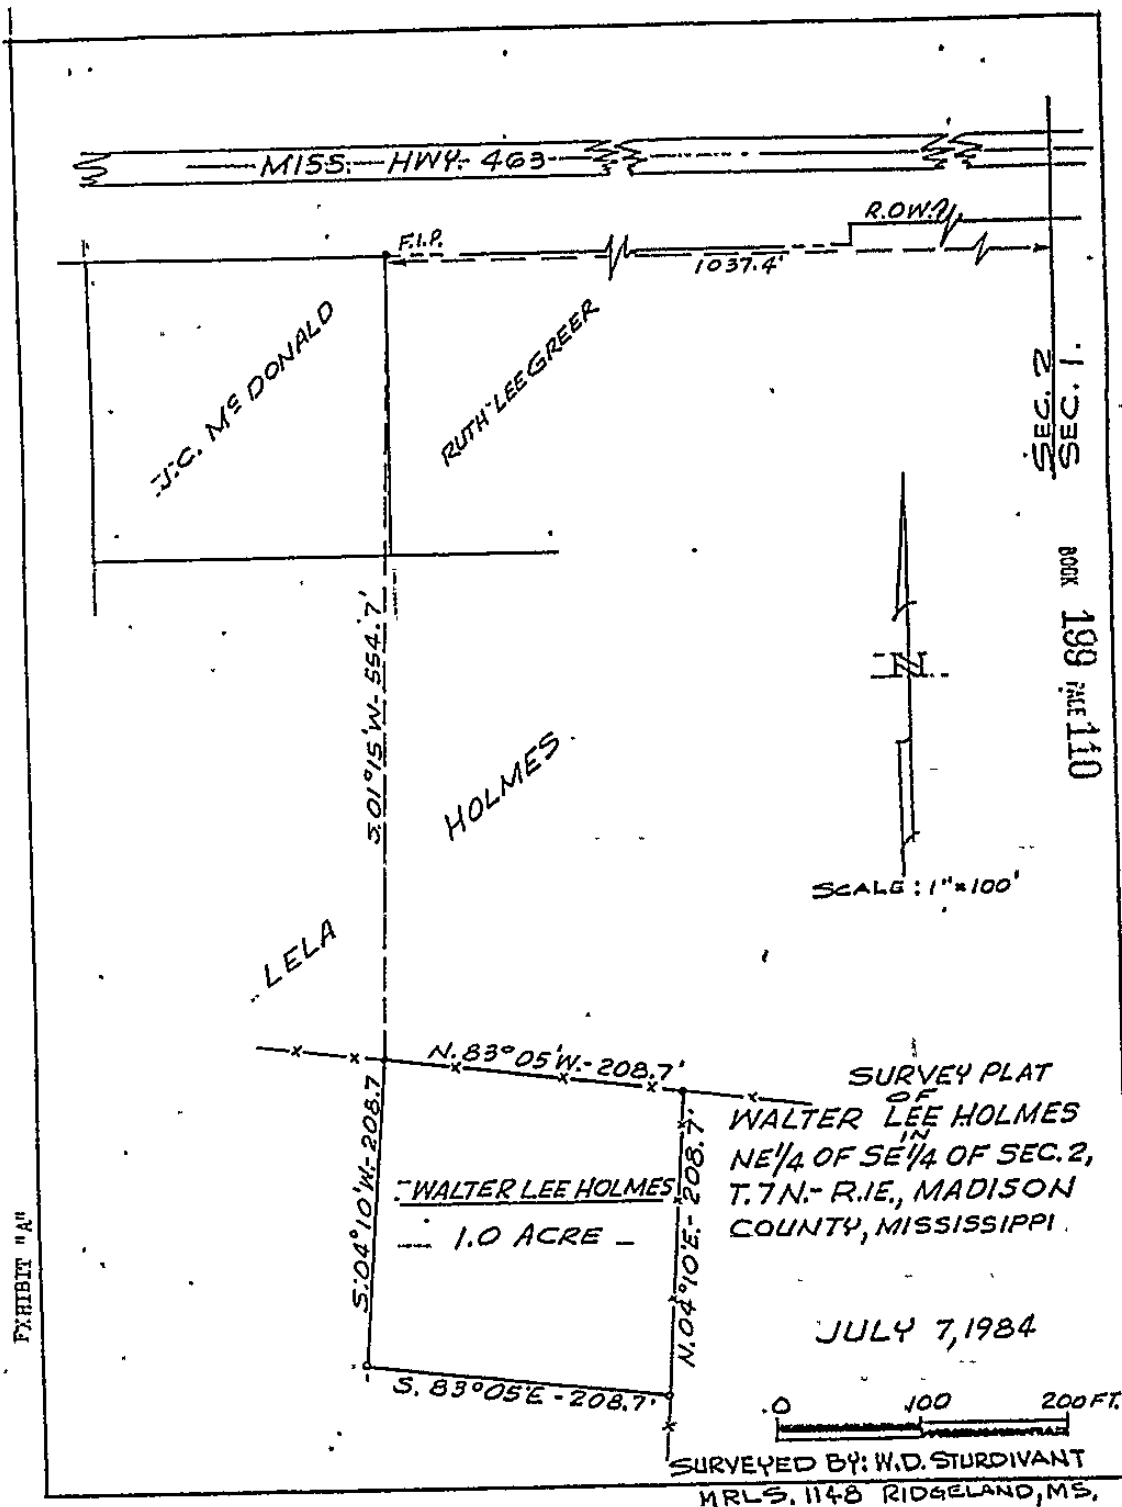 MISS. HWY. 463
R.O.W.
F.I.P.
1037.4'
J.C. McDONALD
RUTH LEE GREER
SEC. 2
SEC. 1.
BOOK 199 PAGE 110
S.01°15'W-554.7'
N
HOLMES
SCALE: 1"=100'
LELA
N.83°05'W.-208.7'
SURVEY PLAT
OF
WALTER LEE HOLMES
IN
NE1/4 OF SE1/4 OF SEC.2,
T.7N.-R.1E., MADISON
COUNTY, MISSISSIPPI.
S.04°10'W-208.7
WALTER LEE HOLMES
1.0 ACRE
N.04°10'E.-208.7'
EXHIBIT "A"
JULY 7, 1984
S. 83°05'E-208.7'
0 100 200 FT.
SURVEYED BY: W.D. STURDIVANT
MRLS. 1148 RIDGELAND, MS.